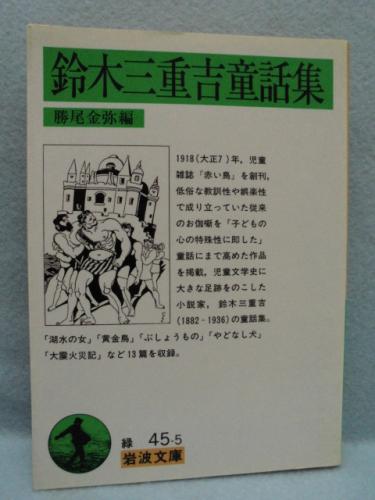 鈴木三重吉童話集
勝尾金弥編
1918(大正7)年，児童
雑誌「赤い鳥」を創刊，
低俗な教訓性や娯楽性
で成り立っていた従来
のお伽噺を「子どもの
心の特殊性に即した」
童話にまで高めた作品
を掲載，児童文学史に
大きな足跡をのこした
小説家，鈴木三重吉
(1882‐1936)の童話集。
「湖水の女」「黄金鳥」「ぶしょうもの」「やどなし犬」
「大震火災記」など13篇を収録。
緑 45-5
岩波文庫